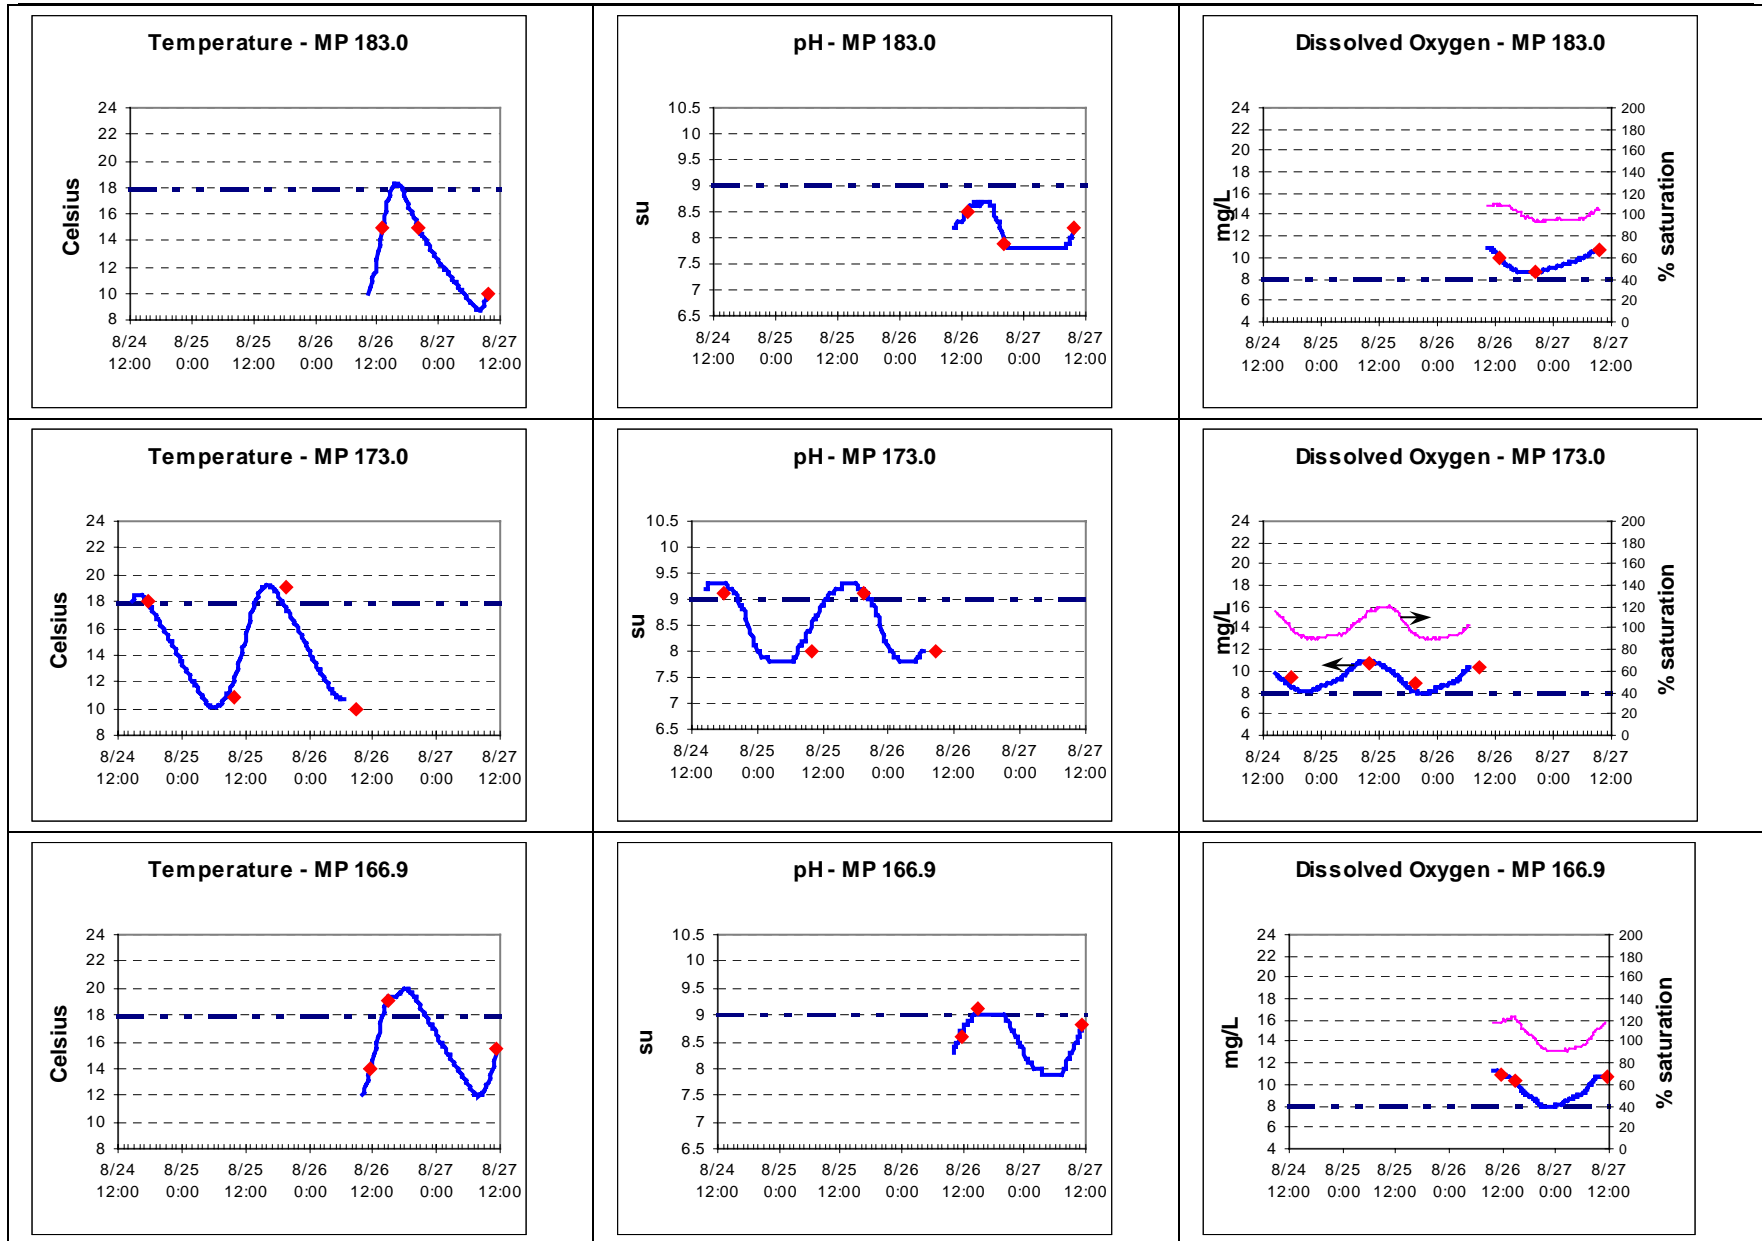 Temperature - MP 183.0
Celsius
24
22
20
18
16
14
12
10
8
8/24 8/25 8/25 8/26 8/26 8/27 8/27
12:00 0:00 12:00 0:00 12:00 0:00 12:00
pH - MP 183.0
su
10.5
10
9.5
9
8.5
8
7.5
7
6.5
8/24 8/25 8/25 8/26 8/26 8/27 8/27
12:00 0:00 12:00 0:00 12:00 0:00 12:00
Dissolved Oxygen - MP 183.0
mg/L
24 200
22 180
20 160
18 140
16 120
14 100
12 80
10 60
8 40
6 20
4 0
% saturation
8/24 8/25 8/25 8/26 8/26 8/27 8/27
12:00 0:00 12:00 0:00 12:00 0:00 12:00
Temperature - MP 173.0
Celsius
24
22
20
18
16
14
12
10
8
8/24 8/25 8/25 8/26 8/26 8/27 8/27
12:00 0:00 12:00 0:00 12:00 0:00 12:00
pH - MP 173.0
su
10.5
10
9.5
9
8.5
8
7.5
7
6.5
8/24 8/25 8/25 8/26 8/26 8/27 8/27
12:00 0:00 12:00 0:00 12:00 0:00 12:00
Dissolved Oxygen - MP 173.0
mg/L
24 200
22 180
20 160
18 140
16 120
14 100
12 80
10 60
8 40
6 20
4 0
% saturation
8/24 8/25 8/25 8/26 8/26 8/27 8/27
12:00 0:00 12:00 0:00 12:00 0:00 12:00
Temperature - MP 166.9
Celsius
24
22
20
18
16
14
12
10
8
8/24 8/25 8/25 8/26 8/26 8/27 8/27
12:00 0:00 12:00 0:00 12:00 0:00 12:00
pH - MP 166.9
su
10.5
10
9.5
9
8.5
8
7.5
7
6.5
8/24 8/25 8/25 8/26 8/26 8/27 8/27
12:00 0:00 12:00 0:00 12:00 0:00 12:00
Dissolved Oxygen - MP 166.9
mg/L
24 200
22 180
20 160
18 140
16 120
14 100
12 80
10 60
8 40
6 20
4 0
% saturation
8/24 8/25 8/25 8/26 8/26 8/27 8/27
12:00 0:00 12:00 0:00 12:00 0:00 12:00